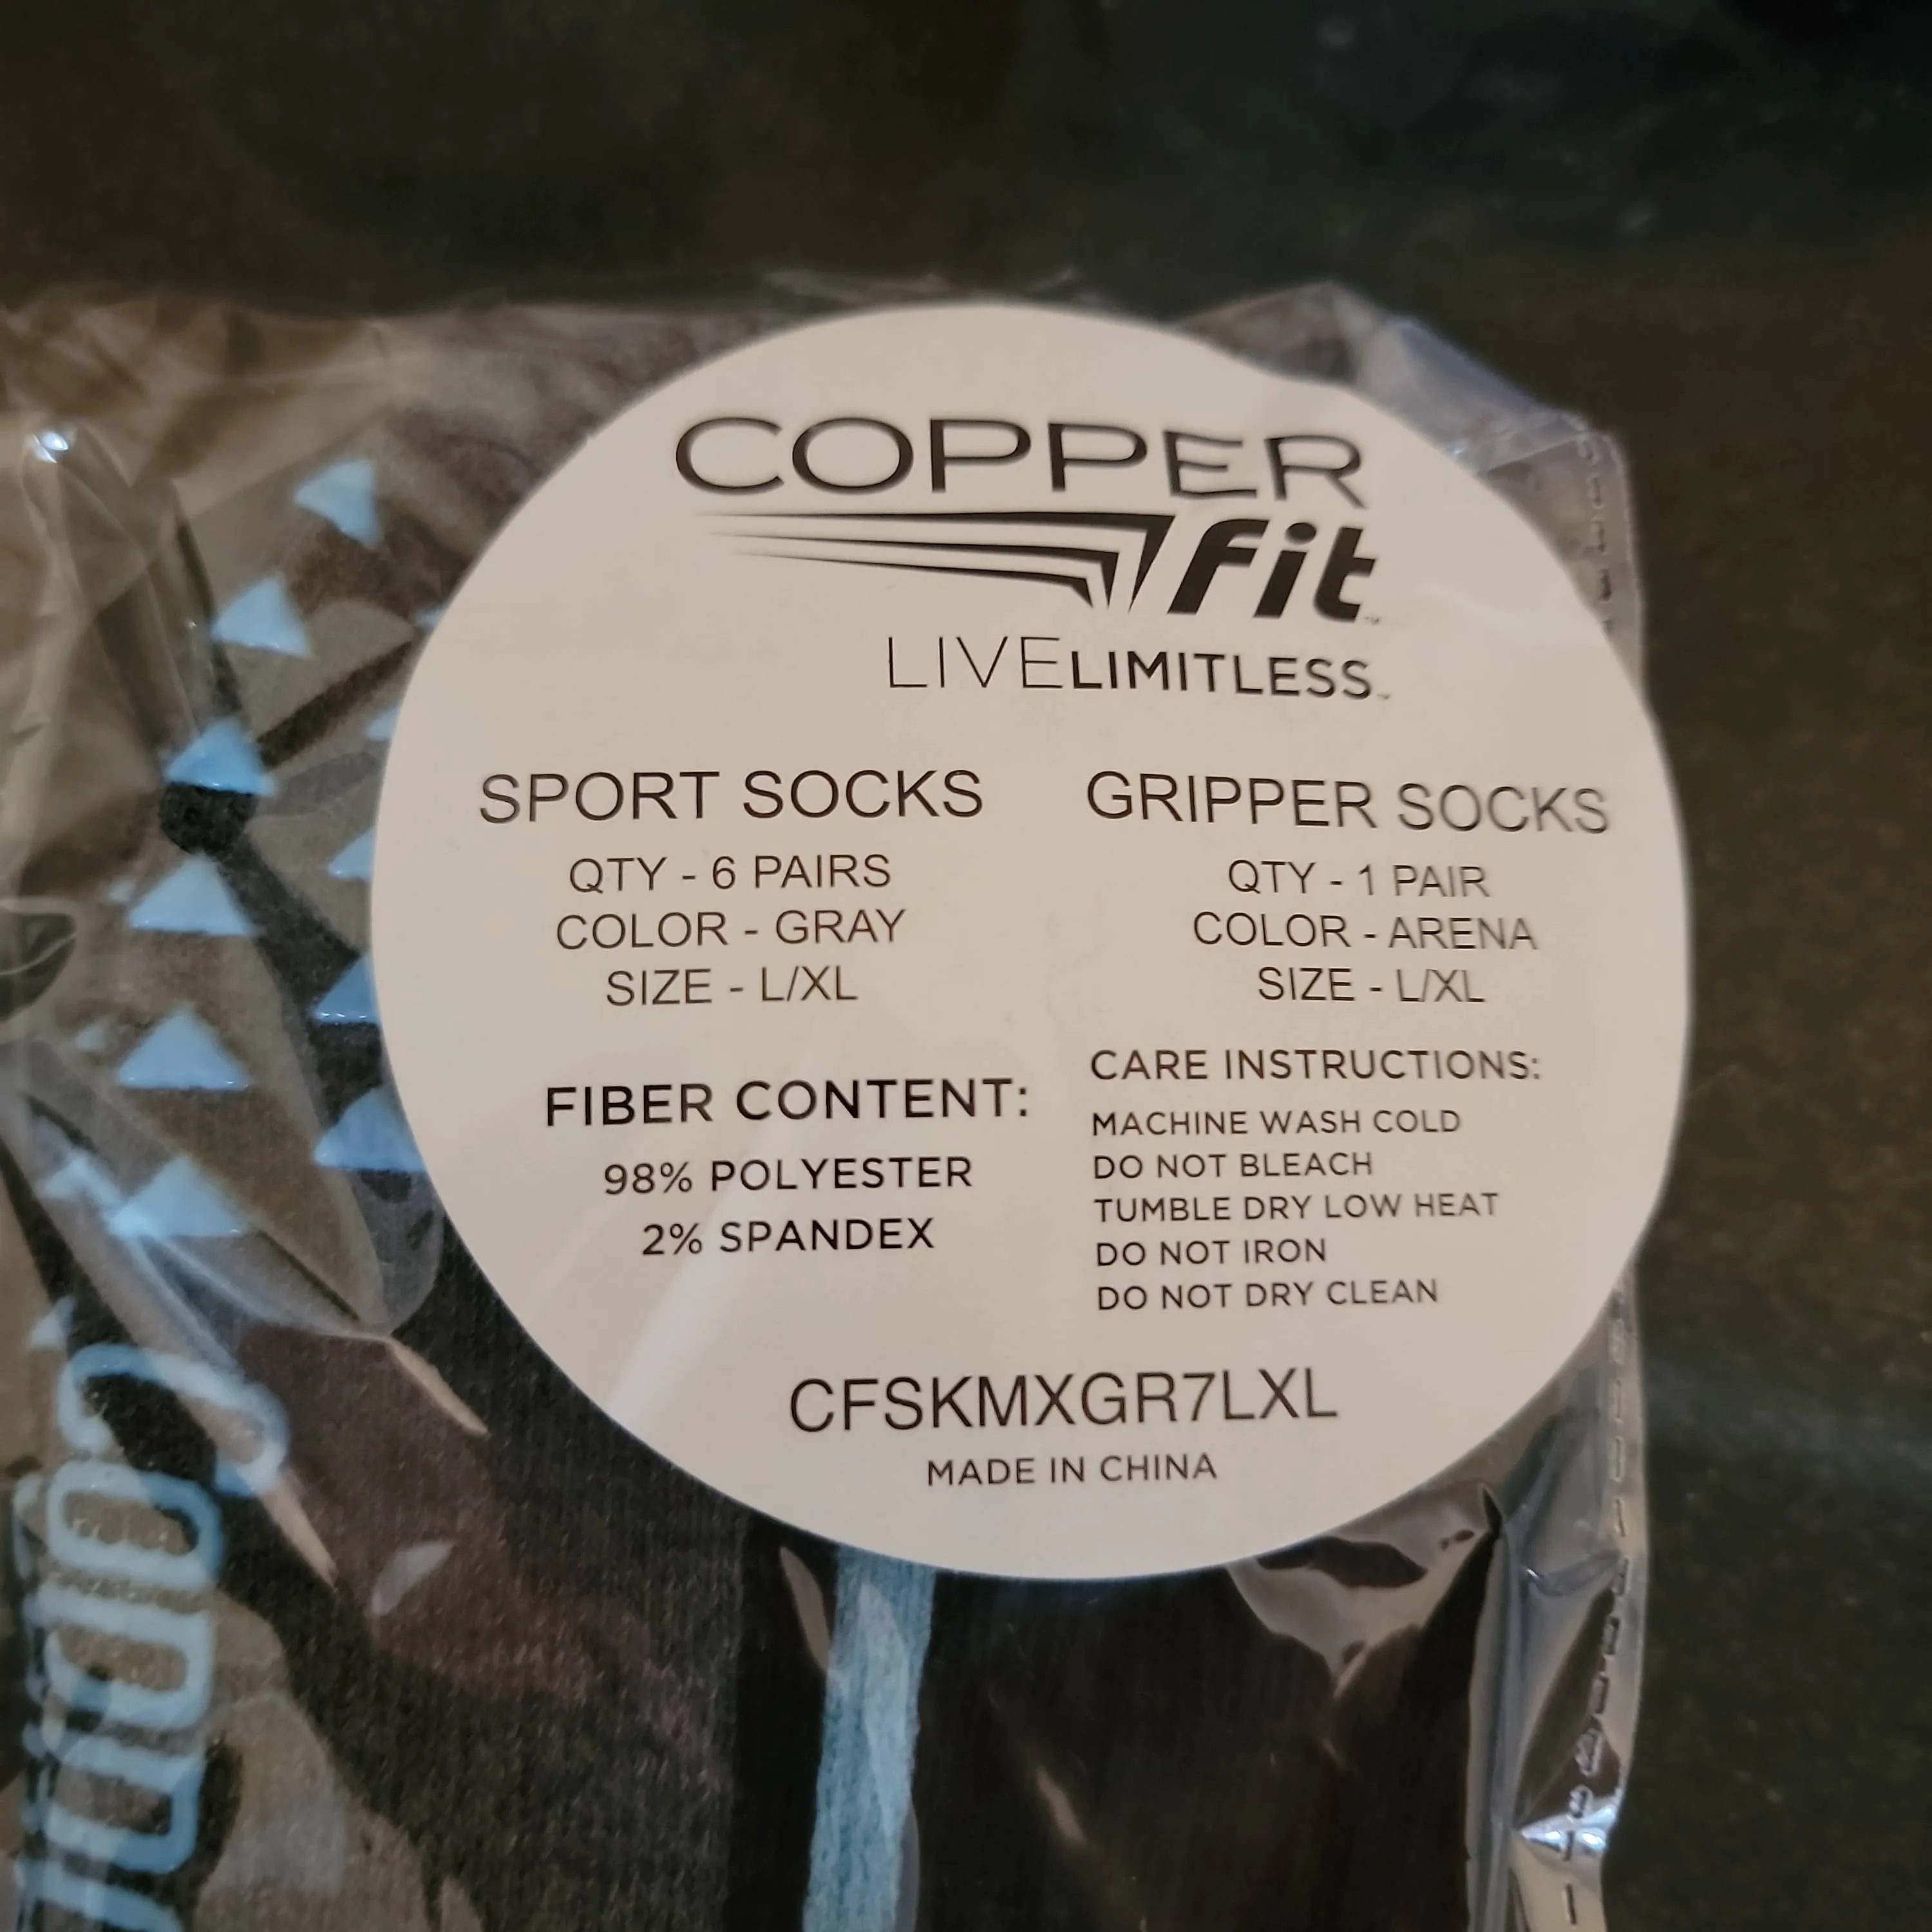 COPPER
fit™
LIVELIMITLESS™
SPORT SOCKS
QTY - 6 PAIRS
COLOR - GRAY
SIZE - L/XL
GRIPPER SOCKS
QTY - 1 PAIR
COLOR - ARENA
SIZE - L/XL
FIBER CONTENT:
98% POLYESTER
2% SPANDEX
CARE INSTRUCTIONS:
MACHINE WASH COLD
DO NOT BLEACH
TUMBLE DRY LOW HEAT
DO NOT IRON
DO NOT DRY CLEAN
CFSKMXGR7LXL
MADE IN CHINA